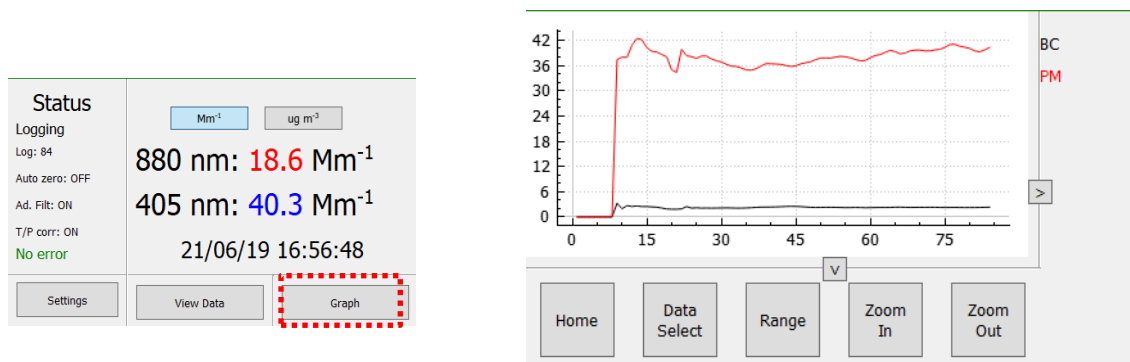 Status
Logging
Log: 84
Auto zero: OFF
Ad. Filt: ON
T/P corr: ON
No error
Mm-1
ug m-3
880 nm: 18.6 Mm-1
405 nm: 40.3 Mm-1
21/06/19 16:56:48
Settings
View Data
Graph
42
36
30
24
18
12
6
0
0 15 30 45 60 75
BC
PM
>
V
Home
Data
Select
Range
Zoom
In
Zoom
Out